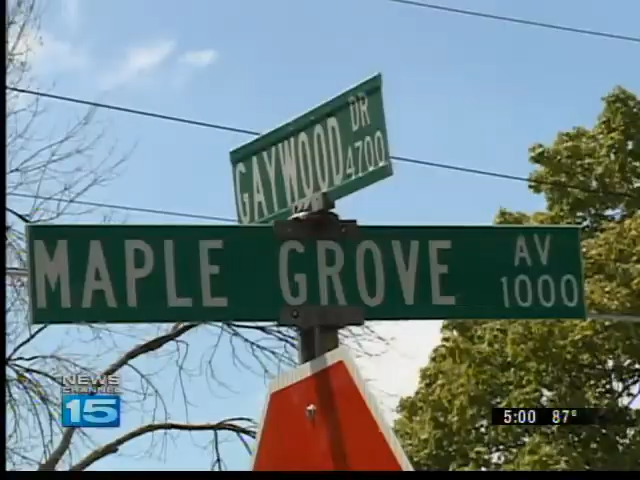 GAYWOOD DR 4700
MAPLE GROVE AV 1000
NEWS
CHANNEL
15
5:00 87°